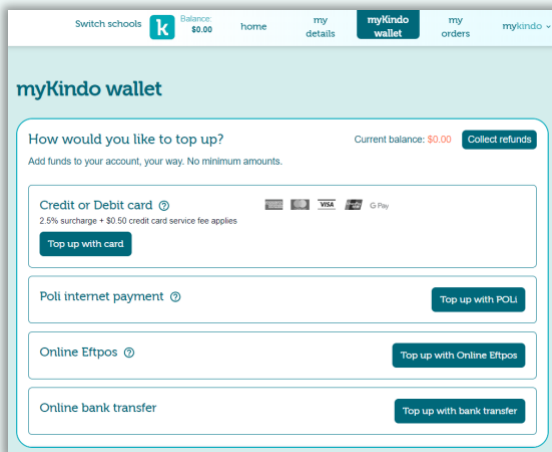 Switch schools
k
Balance:
$0.00
home
my
details
myKindo
wallet
my
orders
mykindo
myKindo wallet
How would you like to top up?
Current balance: $0.00
Collect refunds
Add funds to your account, your way. No minimum amounts.
Credit or Debit card ?
VISA
G Pay
2.5% surcharge + $0.50 credit card service fee applies
Top up with card
Poli internet payment ?
Top up with POLi
Online Eftpos ?
Top up with Online Eftpos
Online bank transfer
Top up with bank transfer